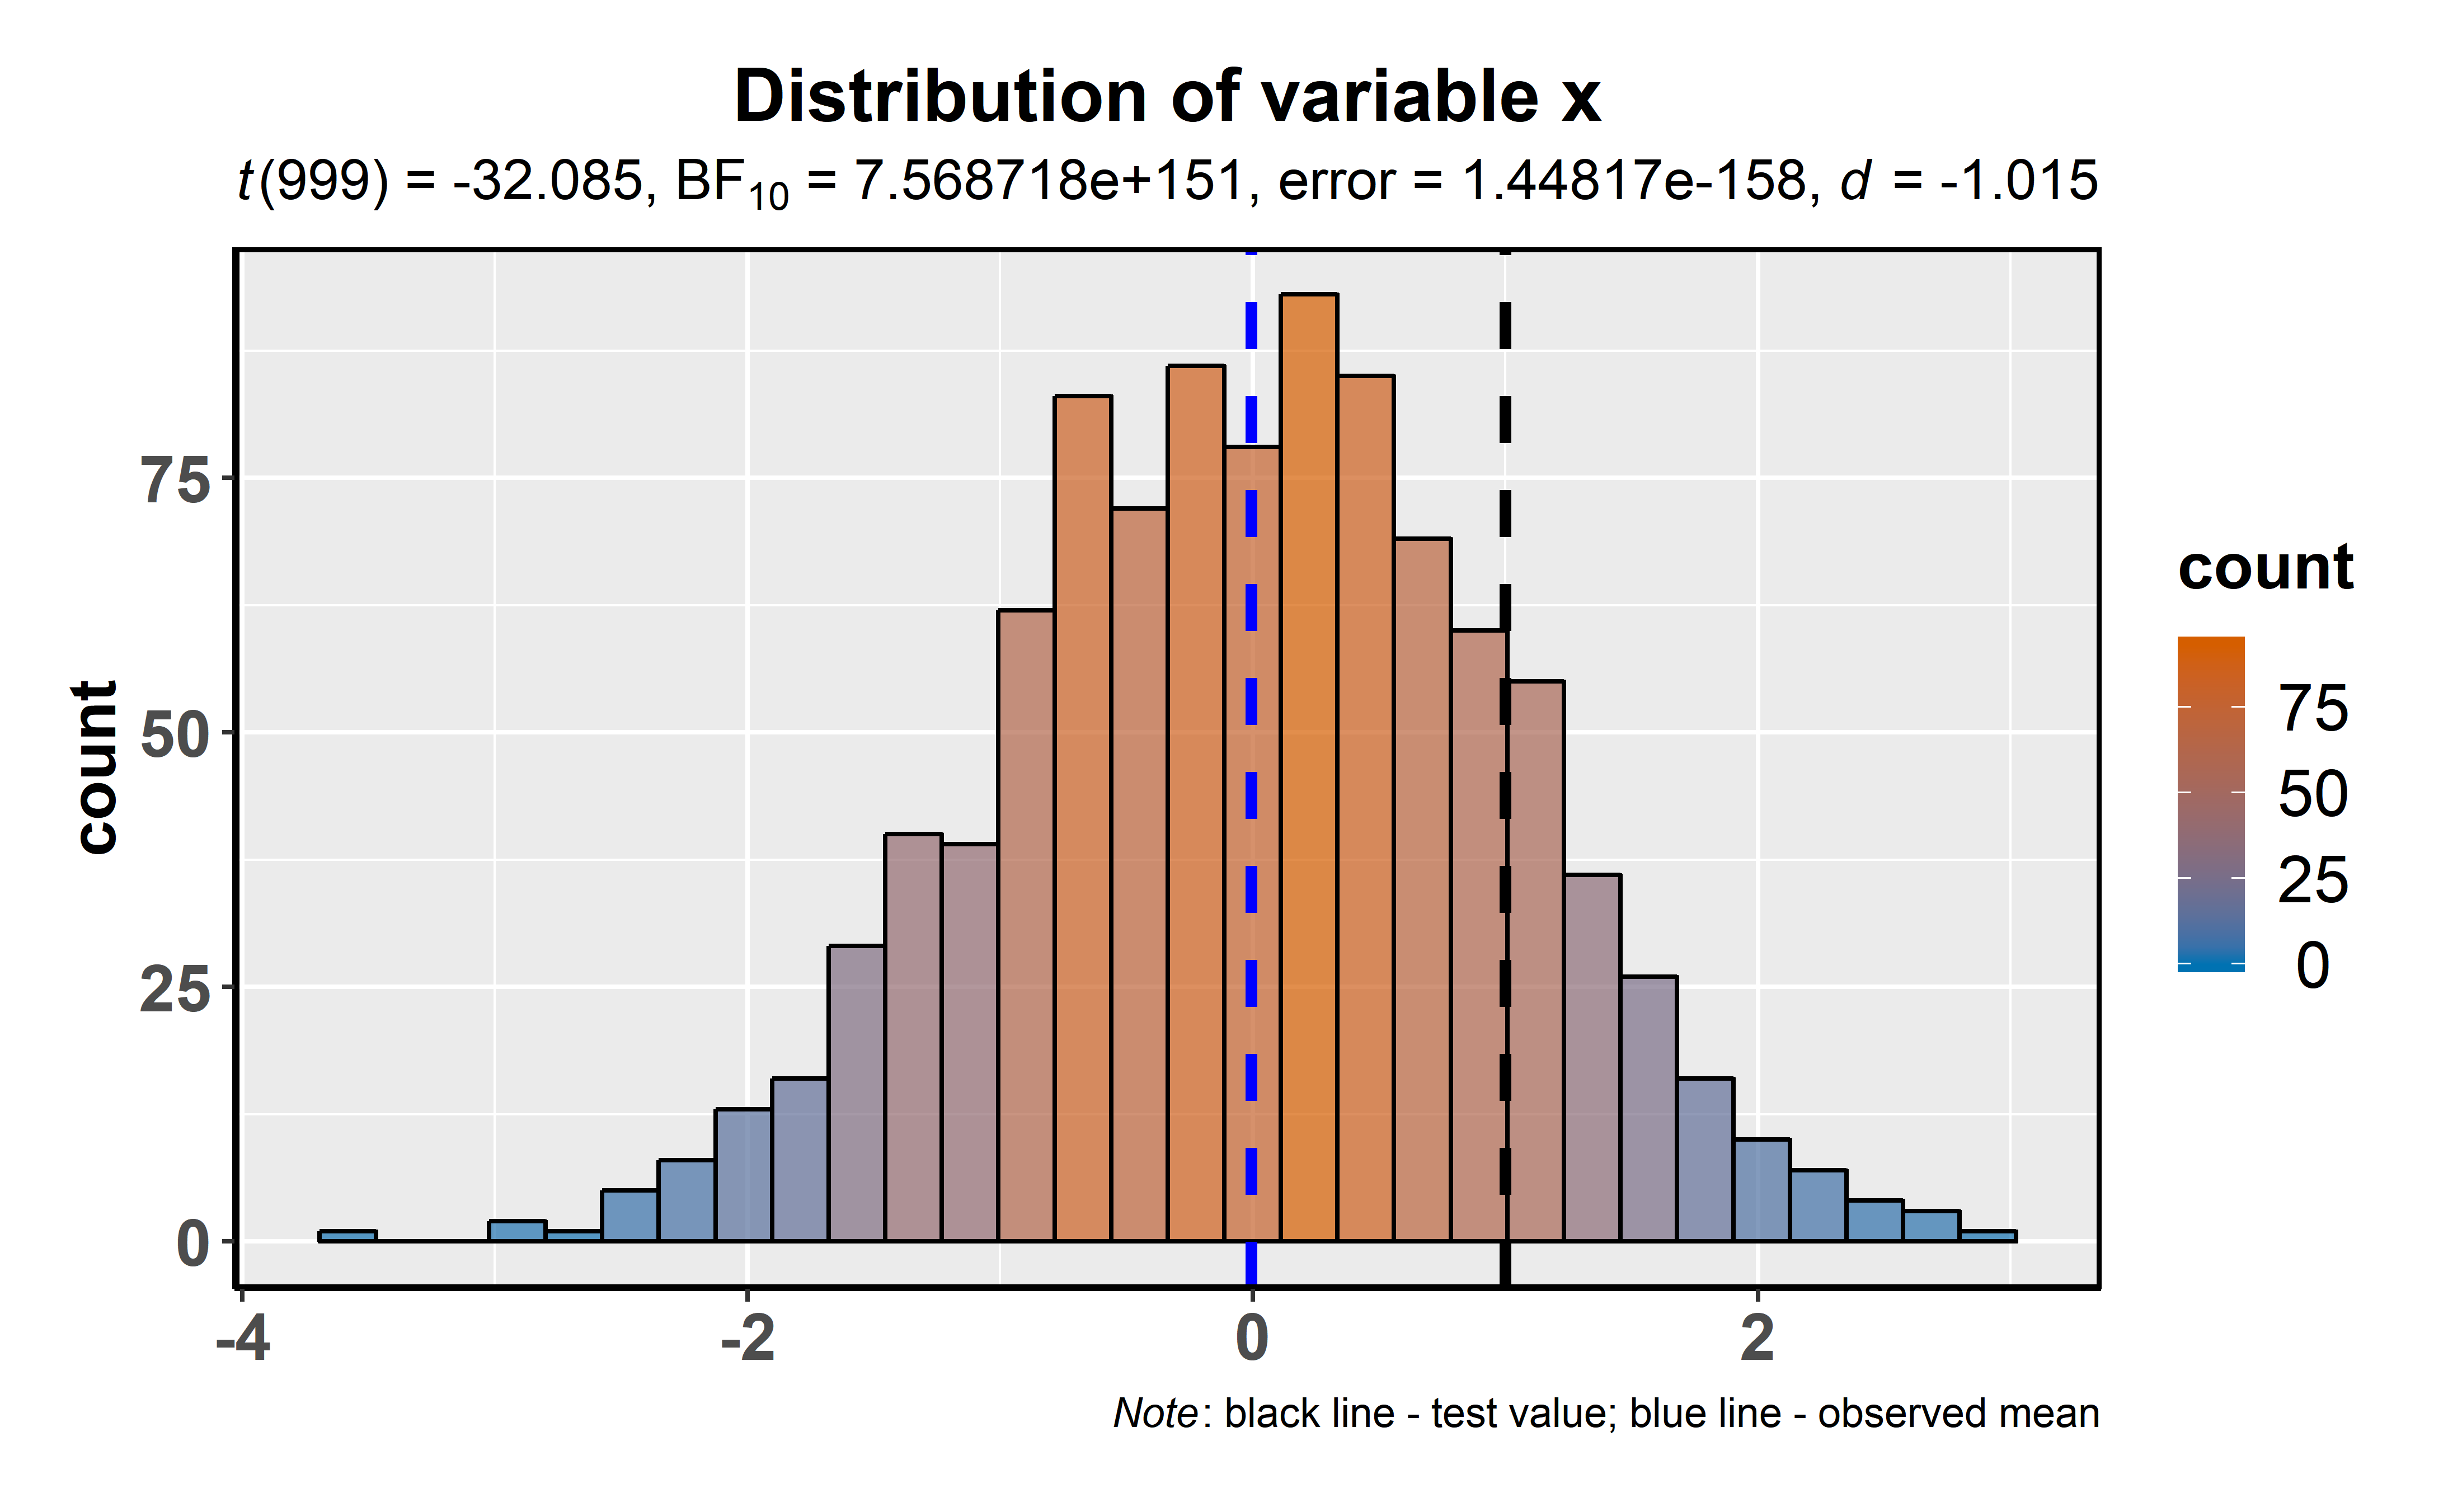 Distribution of variable x
t(999) = -32.085, BF10 = 7.568718e+151, error = 1.44817e-158, d = -1.015
count
75
50
25
0
-4 -2 0 2
count
75
50
25
0
Note: black line - test value; blue line - observed mean